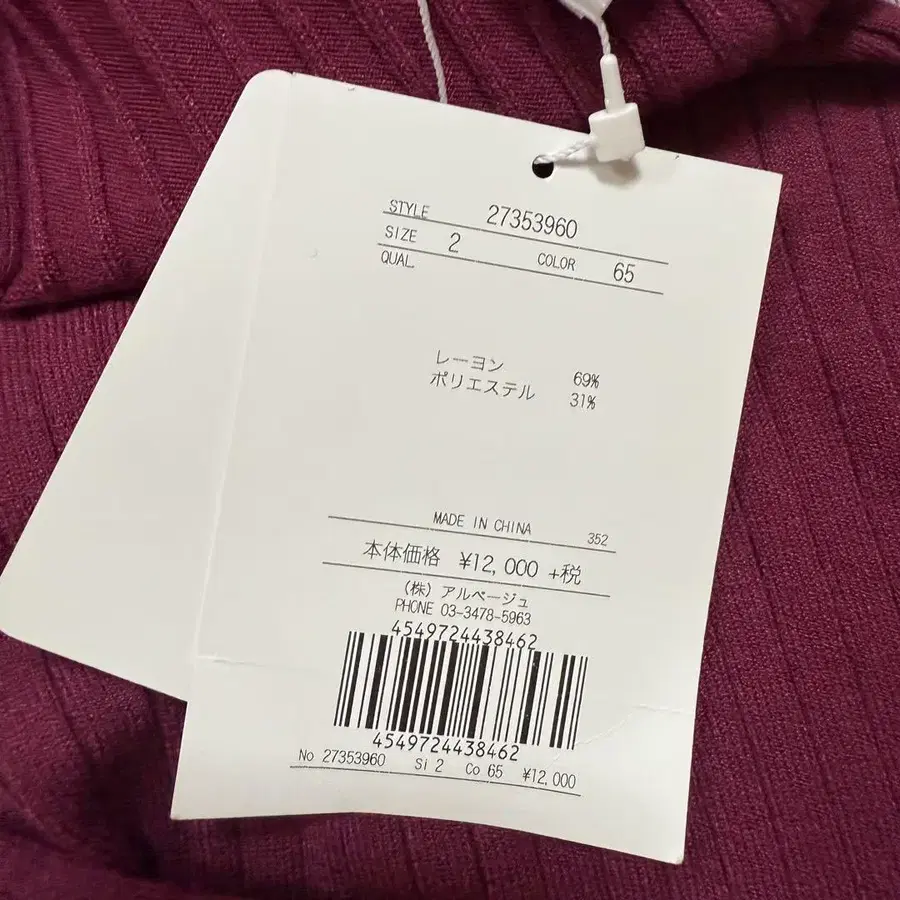 STYLE 27353960
SIZE 2 COLOR 65
QUAL.
レーヨン 69%
ポリエステル 31%
MADE IN CHINA 352
本体価格 ¥12,000 +税
(株) アルページュ
PHONE 03-3478-5963
4549724438462
4549724438462
No 27353960 Si 2 Co 65 ¥12,000